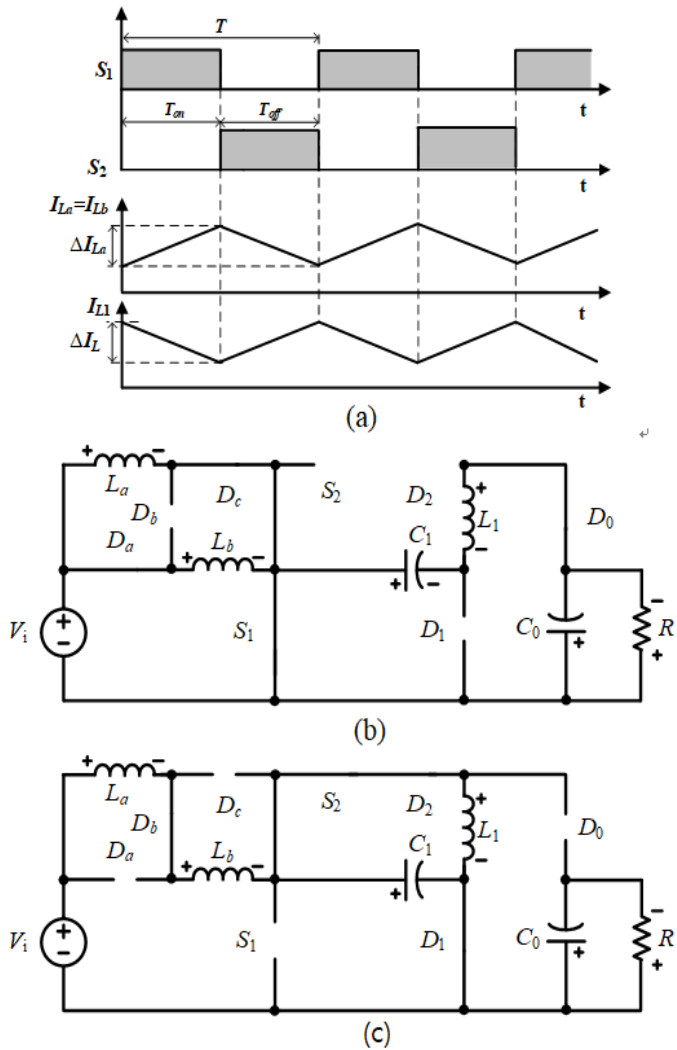 T
S1
t
Ton Toff
S2
t
ILa=ILb
ΔILa
t
IL1
ΔIL
t
(a)
+ −
La
Db
Dc
S2
D2
+
L1
−
D0
Da
+ Lb −
C1
+ −
Vi
+
−
S1
D1
C0
+
−
R
+
(b)
+ −
La
Db
Dc
S2
D2
+
L1
−
D0
Da
+ Lb −
C1
+
Vi
+
−
S1
D1
C0
+
−
R
+
(c)